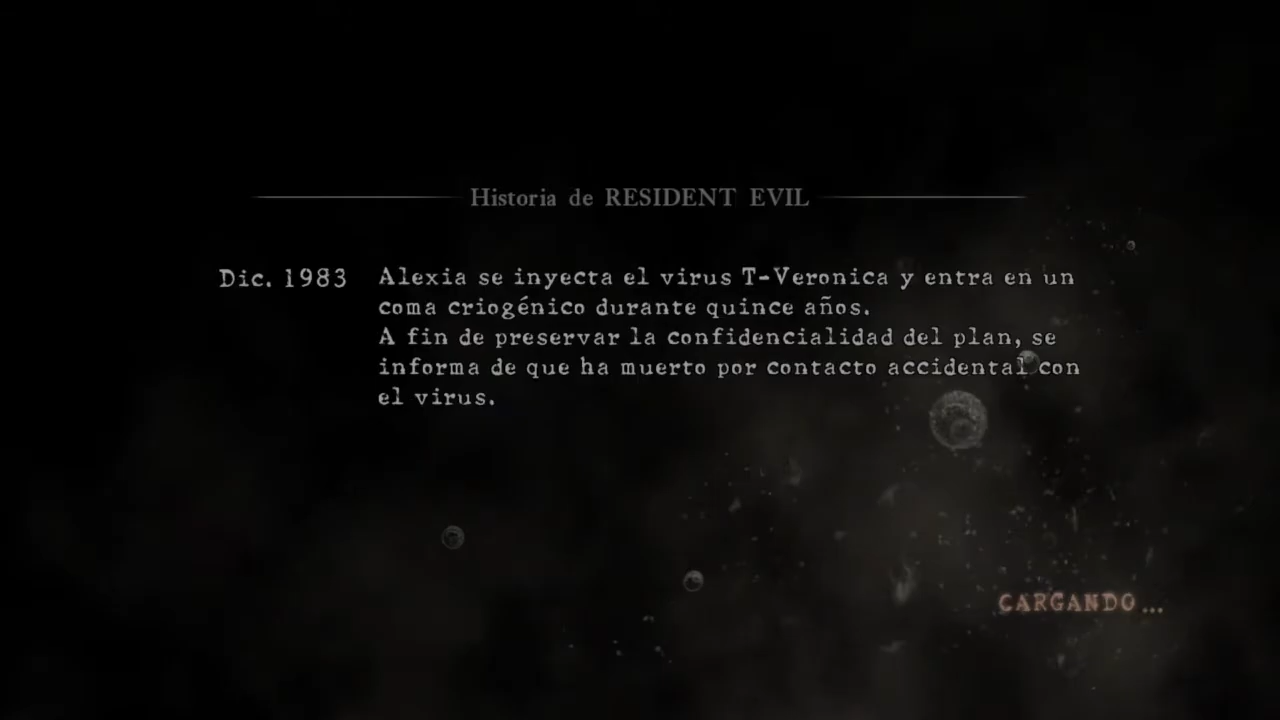 Historia de RESIDENT EVIL
Dic. 1983 Alexia se inyecta el virus T-Veronica y entra en un
coma criogénico durante quince años.
A fin de preservar la confidencialidad del plan, se
informa de que ha muerto por contacto accidental con
el virus.
CARGANDO...